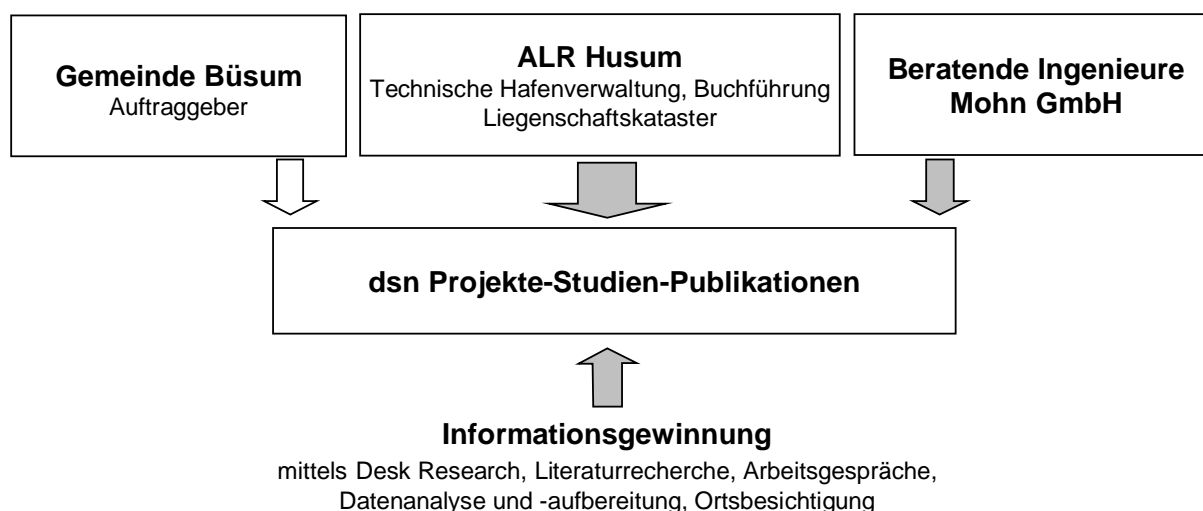 Gemeinde Büsum
Auftraggeber
ALR Husum
Technische Hafenverwaltung, Buchführung
Liegenschaftskataster
Beratende Ingenieure
Mohn GmbH
dsn Projekte-Studien-Publikationen
Informationsgewinnung
mittels Desk Research, Literaturrecherche, Arbeitsgespräche,
Datenanalyse und -aufbereitung, Ortsbesichtigung